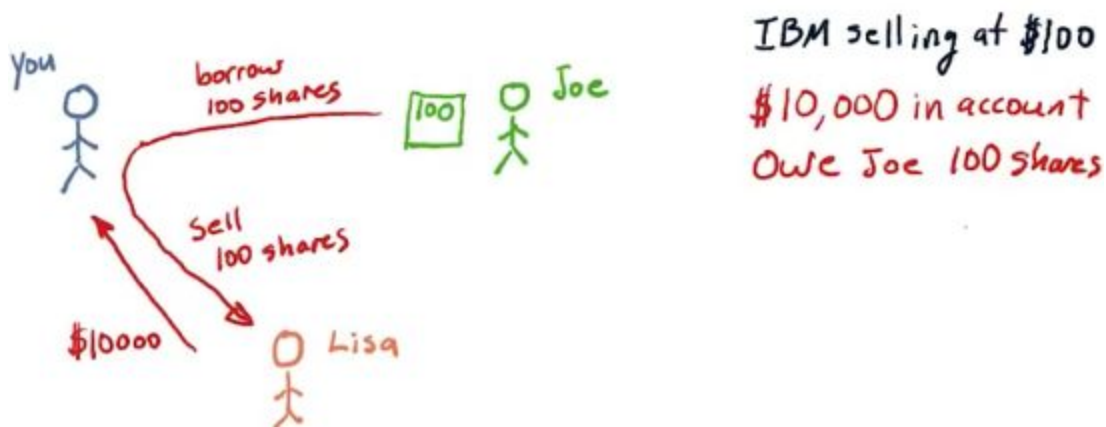 You
borrow
100 shares
100
Joe
Sell
100 shares
$10000
Lisa
IBM selling at $100
$10,000 in account
Owe Joe 100 shares